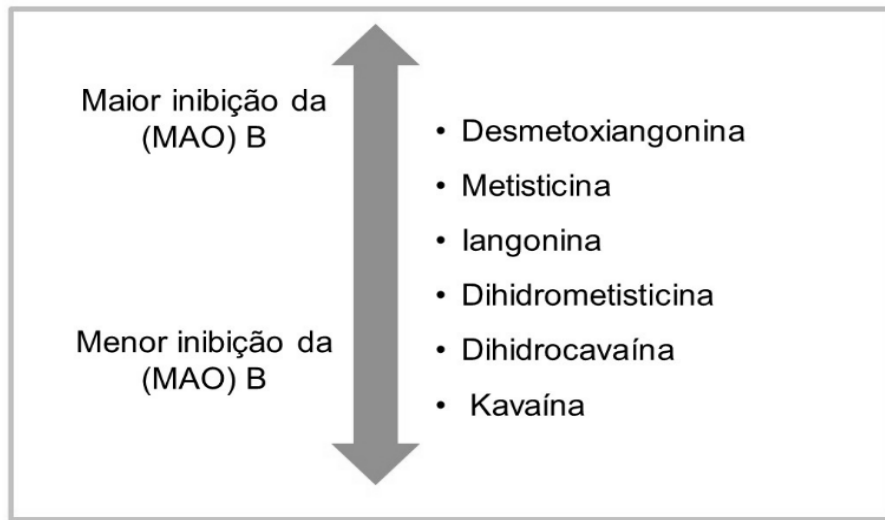 Maior inibição da
(MAO) B
• Desmetoxiangonina
• Metisticina
• Iangonina
• Dihidrometisticina
• Dihidrocavaína
• Kavaína
Menor inibição da
(MAO) B